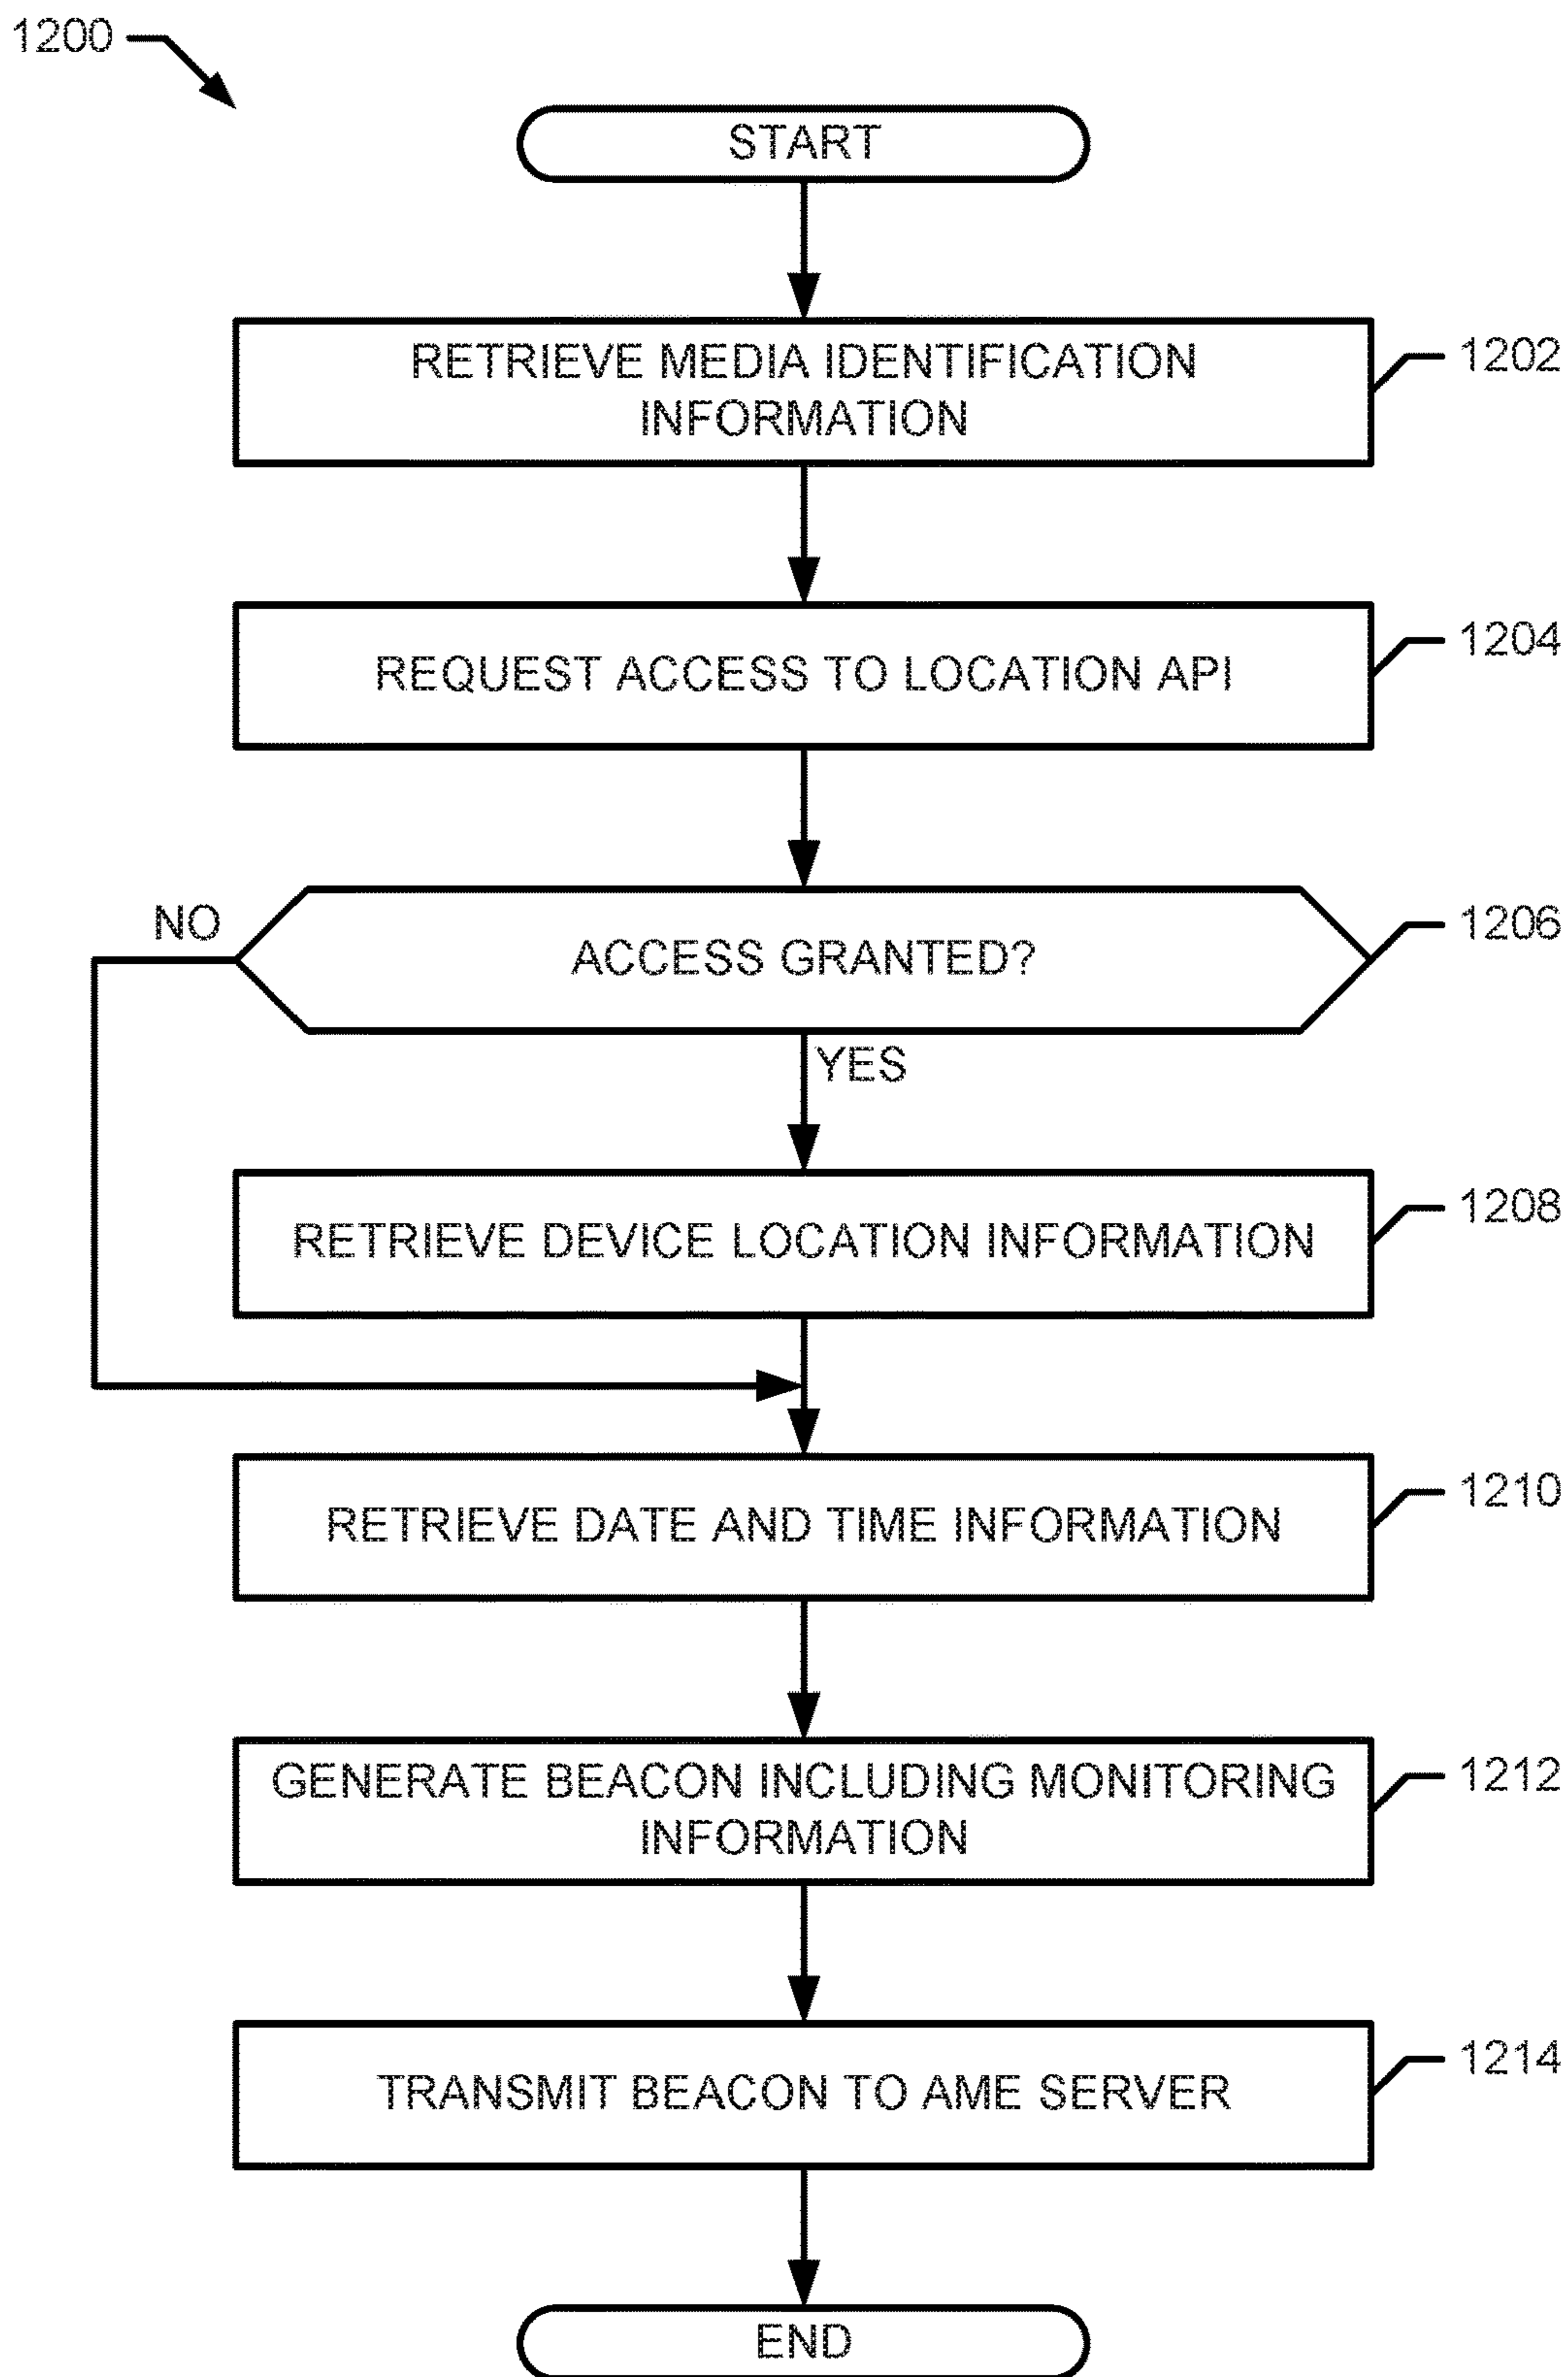 1200
START
RETRIEVE MEDIA IDENTIFICATION
INFORMATION
1202
REQUEST ACCESS TO LOCATION API
1204
NO
ACCESS GRANTED?
1206
YES
RETRIEVE DEVICE LOCATION INFORMATION
1208
RETRIEVE DATE AND TIME INFORMATION
1210
GENERATE BEACON INCLUDING MONITORING
INFORMATION
1212
TRANSMIT BEACON TO AME SERVER
1214
END